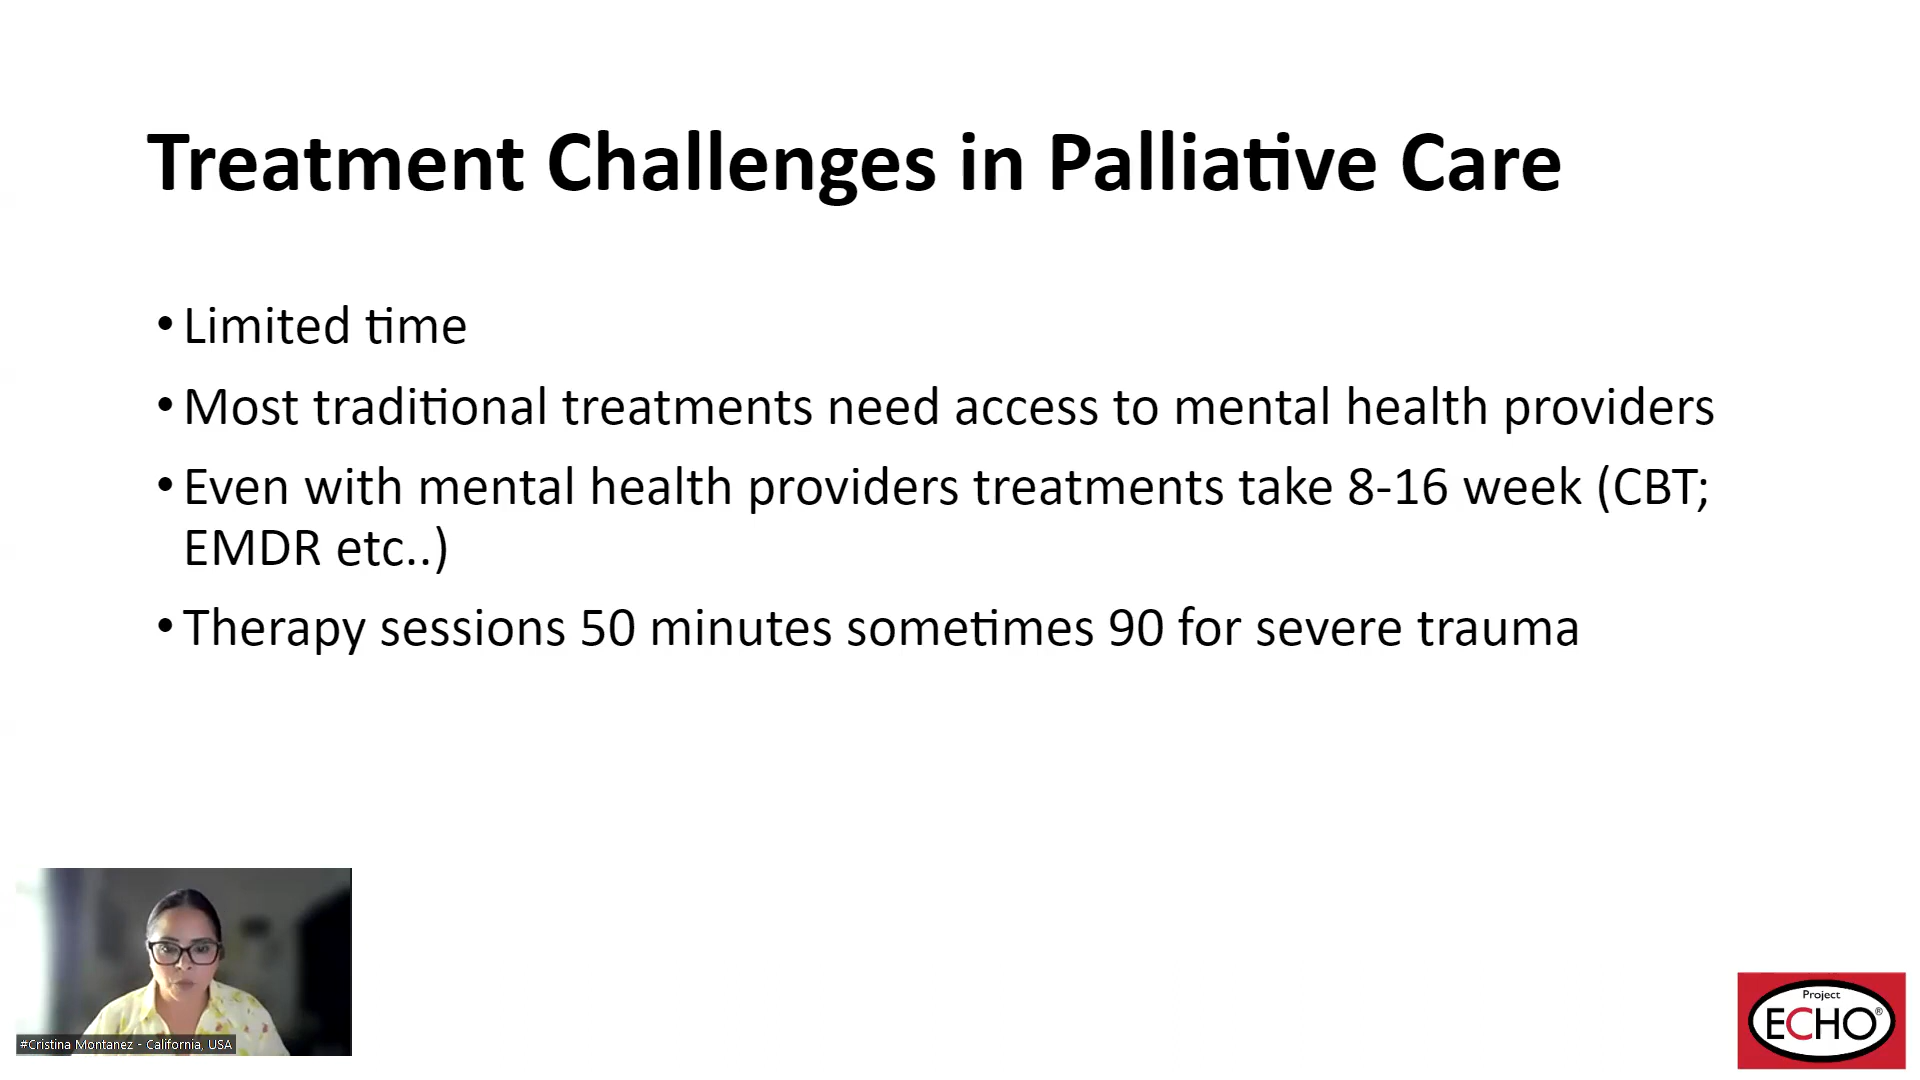 Treatment Challenges in Palliative Care
• Limited time
• Most traditional treatments need access to mental health providers
• Even with mental health providers treatments take 8-16 week (CBT;
EMDR etc..)
• Therapy sessions 50 minutes sometimes 90 for severe trauma
#Cristina Montanez - California, USA
Project
ECHO®